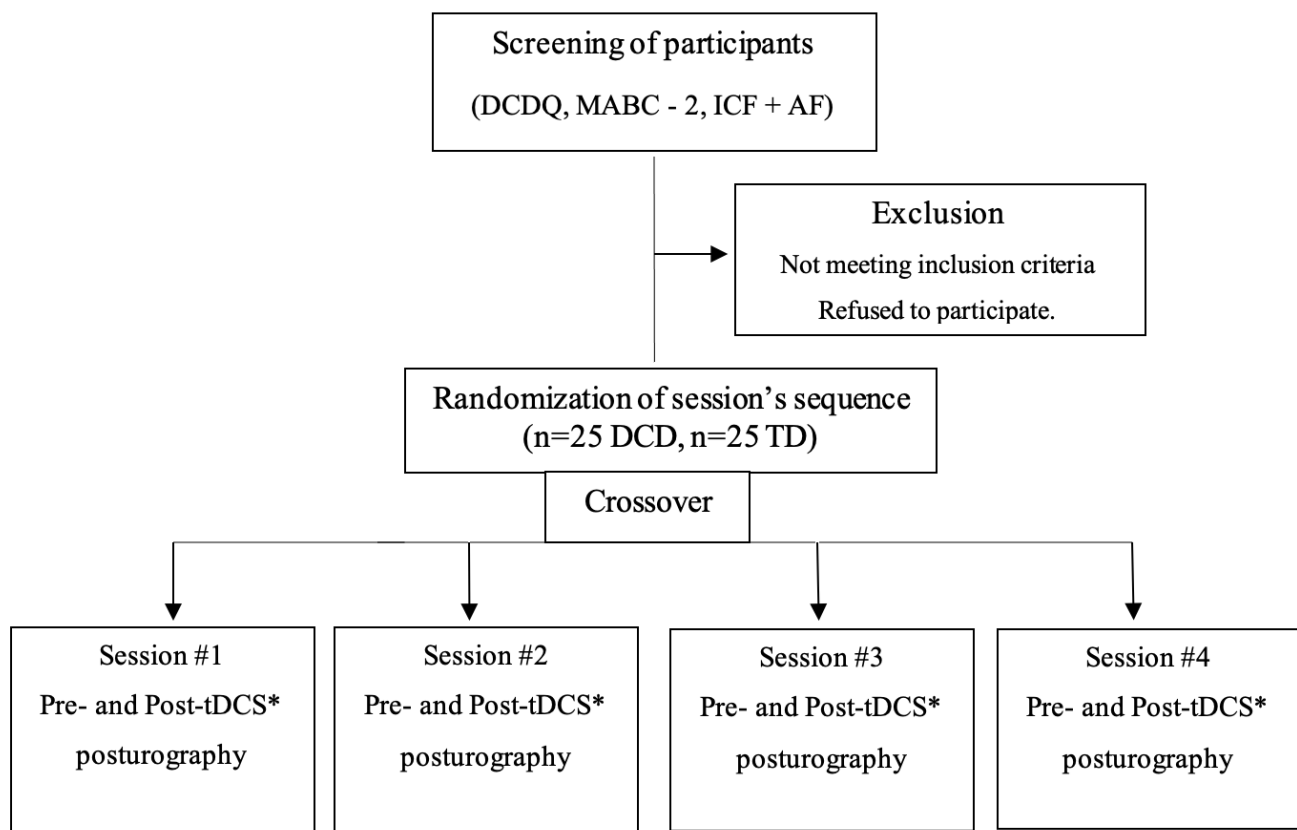 Screening of participants
(DCDQ, MABC - 2, ICF + AF)
Exclusion
Not meeting inclusion criteria
Refused to participate.
Randomization of session’s sequence
(n=25 DCD, n=25 TD)
Crossover
Session #1
Pre- and Post-tDCS*
posturography
Session #2
Pre- and Post-tDCS*
posturography
Session #3
Pre- and Post-tDCS*
posturography
Session #4
Pre- and Post-tDCS*
posturography